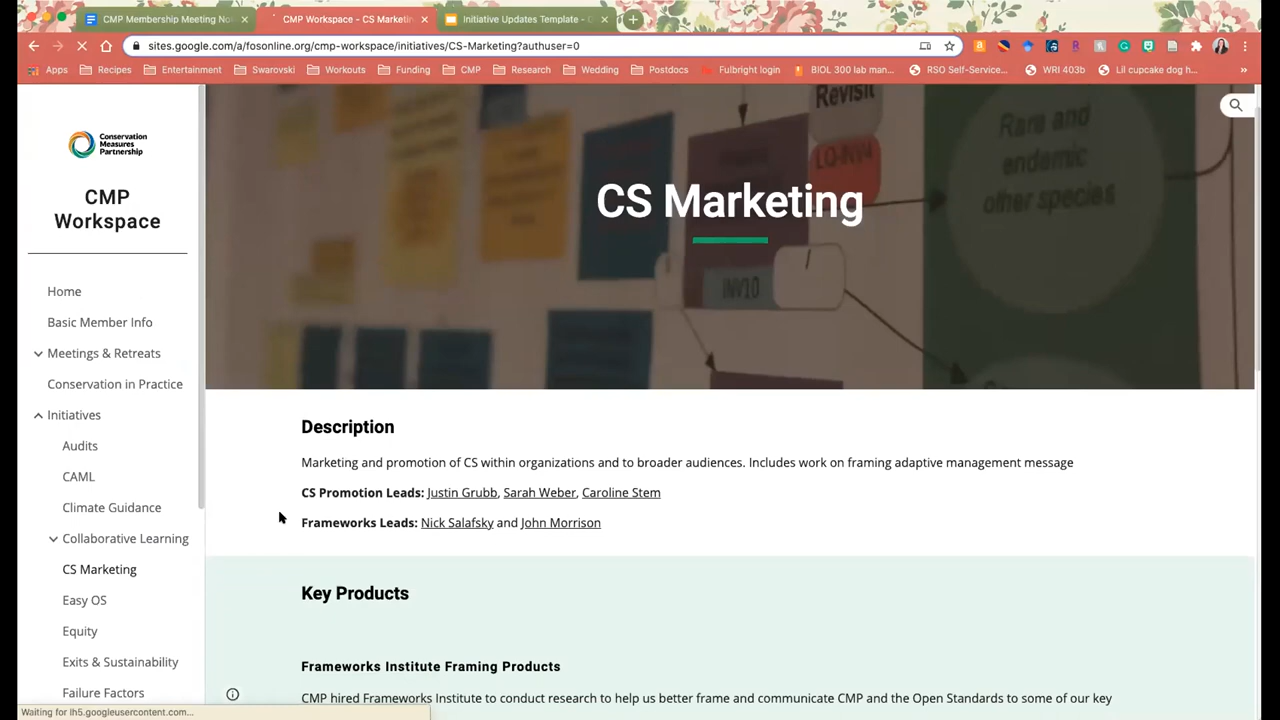 CMP Membership Meeting No
CMP Workspace - CS Marketin
Initiative Updates Template - D
sites.google.com/a/fosonline.org/cmp-workspace/initiatives/CS-Marketing?authuser=0
Apps
Recipes
Entertainment
Swarovski
Workouts
Funding
CMP
Research
Wedding
Postdocs
Fulbright login
BIOL 300 lab man...
RSO Self-Service...
WRI 403b
Lil cupcake dog h...
Conservation
Measures
Partnership
CMP
Workspace
Home
Basic Member Info
Meetings & Retreats
Conservation in Practice
Initiatives
Audits
CAML
Climate Guidance
Collaborative Learning
CS Marketing
Easy OS
Equity
Exits & Sustainability
Failure Factors
Revisit
LO-INV4
INV10
Rare and
endemic
other species
CS Marketing
Description
Marketing and promotion of CS within organizations and to broader audiences. Includes work on framing adaptive management message
CS Promotion Leads: Justin Grubb, Sarah Weber, Caroline Stem
Frameworks Leads: Nick Salafsky and John Morrison
Key Products
Frameworks Institute Framing Products
CMP hired Frameworks Institute to conduct research to help us better frame and communicate CMP and the Open Standards to some of our key
Waiting for lh5.googleusercontent.com...